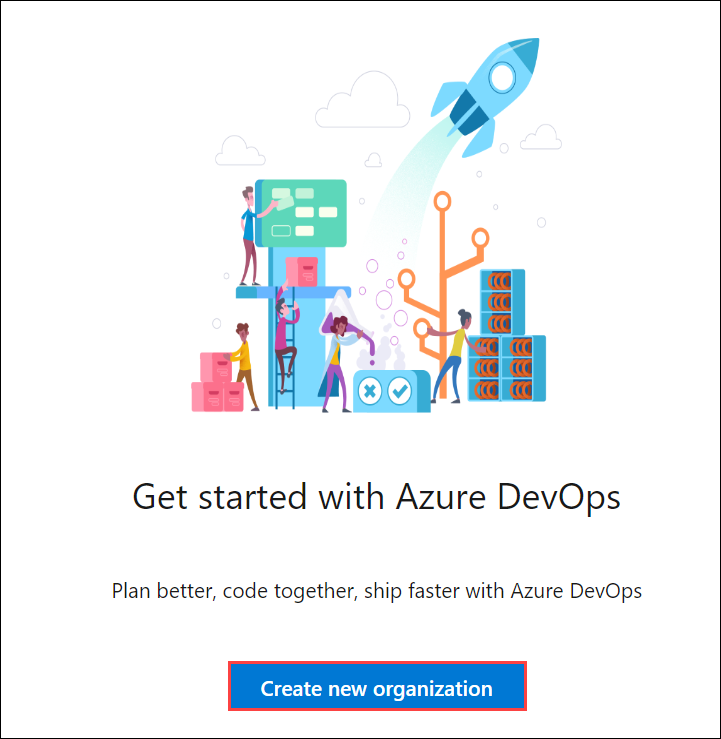 Get started with Azure DevOps
Plan better, code together, ship faster with Azure DevOps
Create new organization